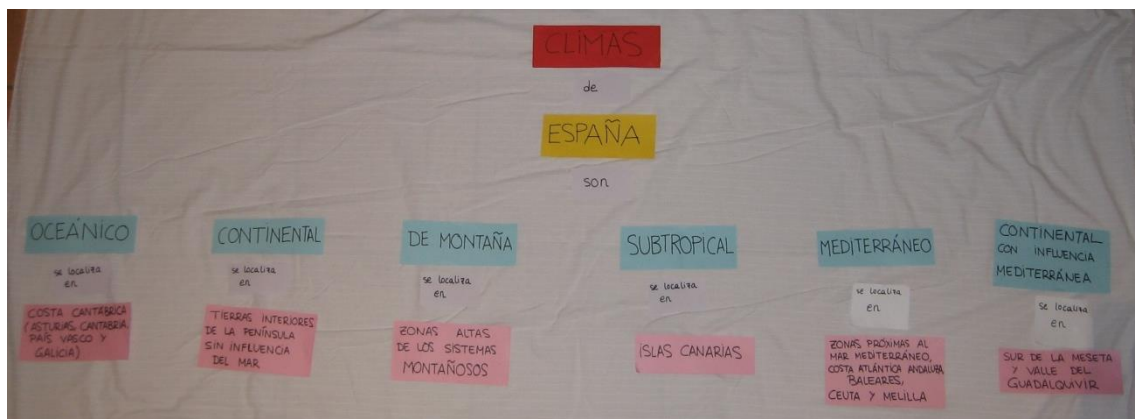 CLIMAS
de
ESPAÑA
son
OCEÁNICO
se localiza
en
COSTA CANTÁBRICA
(ASTURIAS, CANTABRIA
PAÍS VASCO Y
GALICIA)
CONTINENTAL
se localiza
en
TIERRAS INTERIORES
DE LA PENÍNSULA
SIN INFLUENCIA
DEL MAR
DE MONTAÑA
se localiza
en
ZONAS ALTAS
DE LOS SISTEMAS
MONTAÑOSOS
SUBTROPICAL
se localiza
en
ISLAS CANARIAS
MEDITERRÁNEO
se localiza
en
ZONAS PRÓXIMAS AL
MAR MEDITERRÁNEO,
COSTA ATLÁNTICA ANDALUZA
BALEARES,
CEUTA Y MELILLA
CONTINENTAL
CON INFLUENCIA
MEDITERRÁNEA
se localiza
en
SUR DE LA MESETA
Y VALLE DEL
GUADALQUIVIR